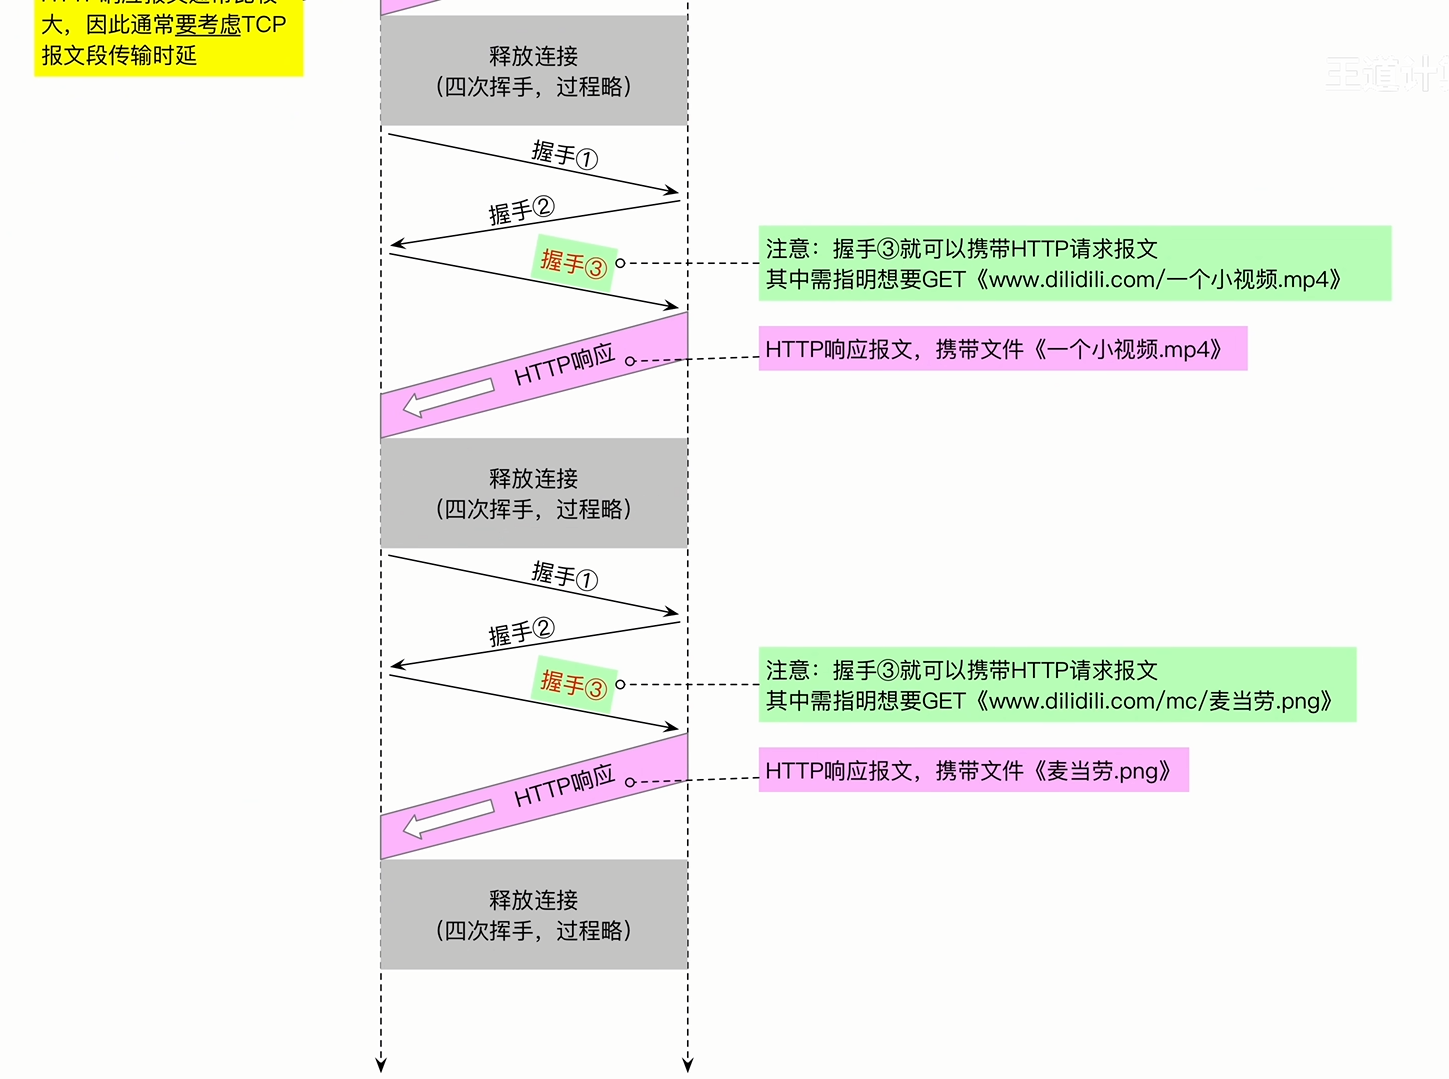 大，因此通常要考虑TCP
报文段传输时延
释放连接
（四次挥手，过程略）
王道计
握手①
握手②
握手③
注意：握手③就可以携带HTTP请求报文
其中需指明想要GET《www.dilidili.com/一个小视频.mp4》
HTTP响应
HTTP响应报文，携带文件《一个小视频.mp4》
释放连接
（四次挥手，过程略）
握手①
握手②
握手③
注意：握手③就可以携带HTTP请求报文
其中需指明想要GET《www.dilidili.com/mc/麦当劳.png》
HTTP响应
HTTP响应报文，携带文件《麦当劳.png》
释放连接
（四次挥手，过程略）